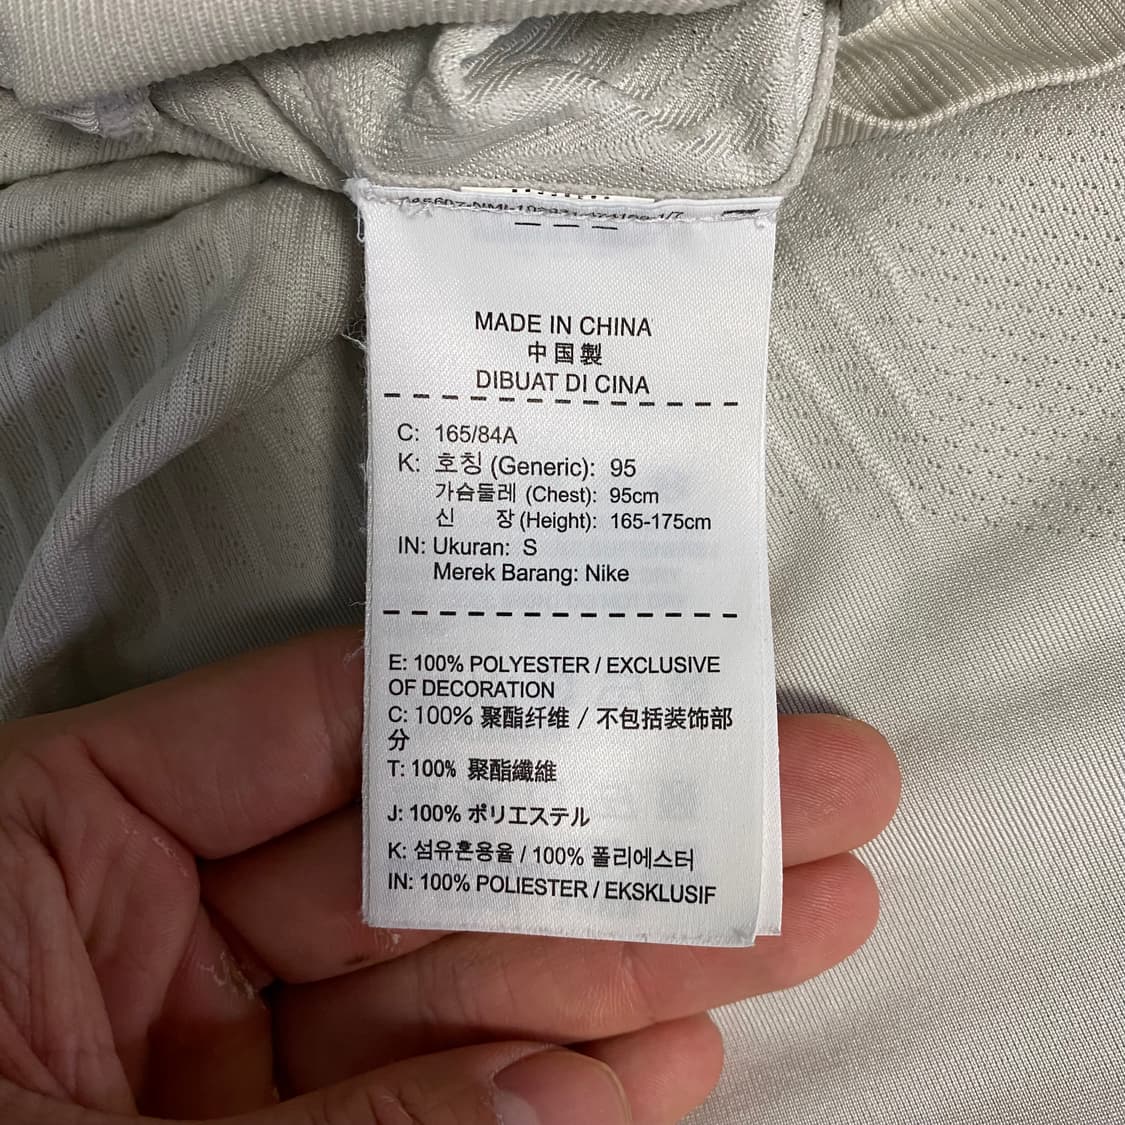 MADE IN CHINA
中国製
DIBUAT DI CINA
C: 165/84A
K: 호칭 (Generic): 95
가슴둘레 (Chest): 95cm
신 장 (Height): 165-175cm
IN: Ukuran: S
Merek Barang: Nike
E: 100% POLYESTER / EXCLUSIVE
OF DECORATION
C: 100% 聚酯纤维 / 不包括装饰部
分
T: 100% 聚酯纖維
J: 100% ポリエステル
K: 섬유혼용율 / 100% 폴리에스터
IN: 100% POLIESTER / EKSKLUSIF